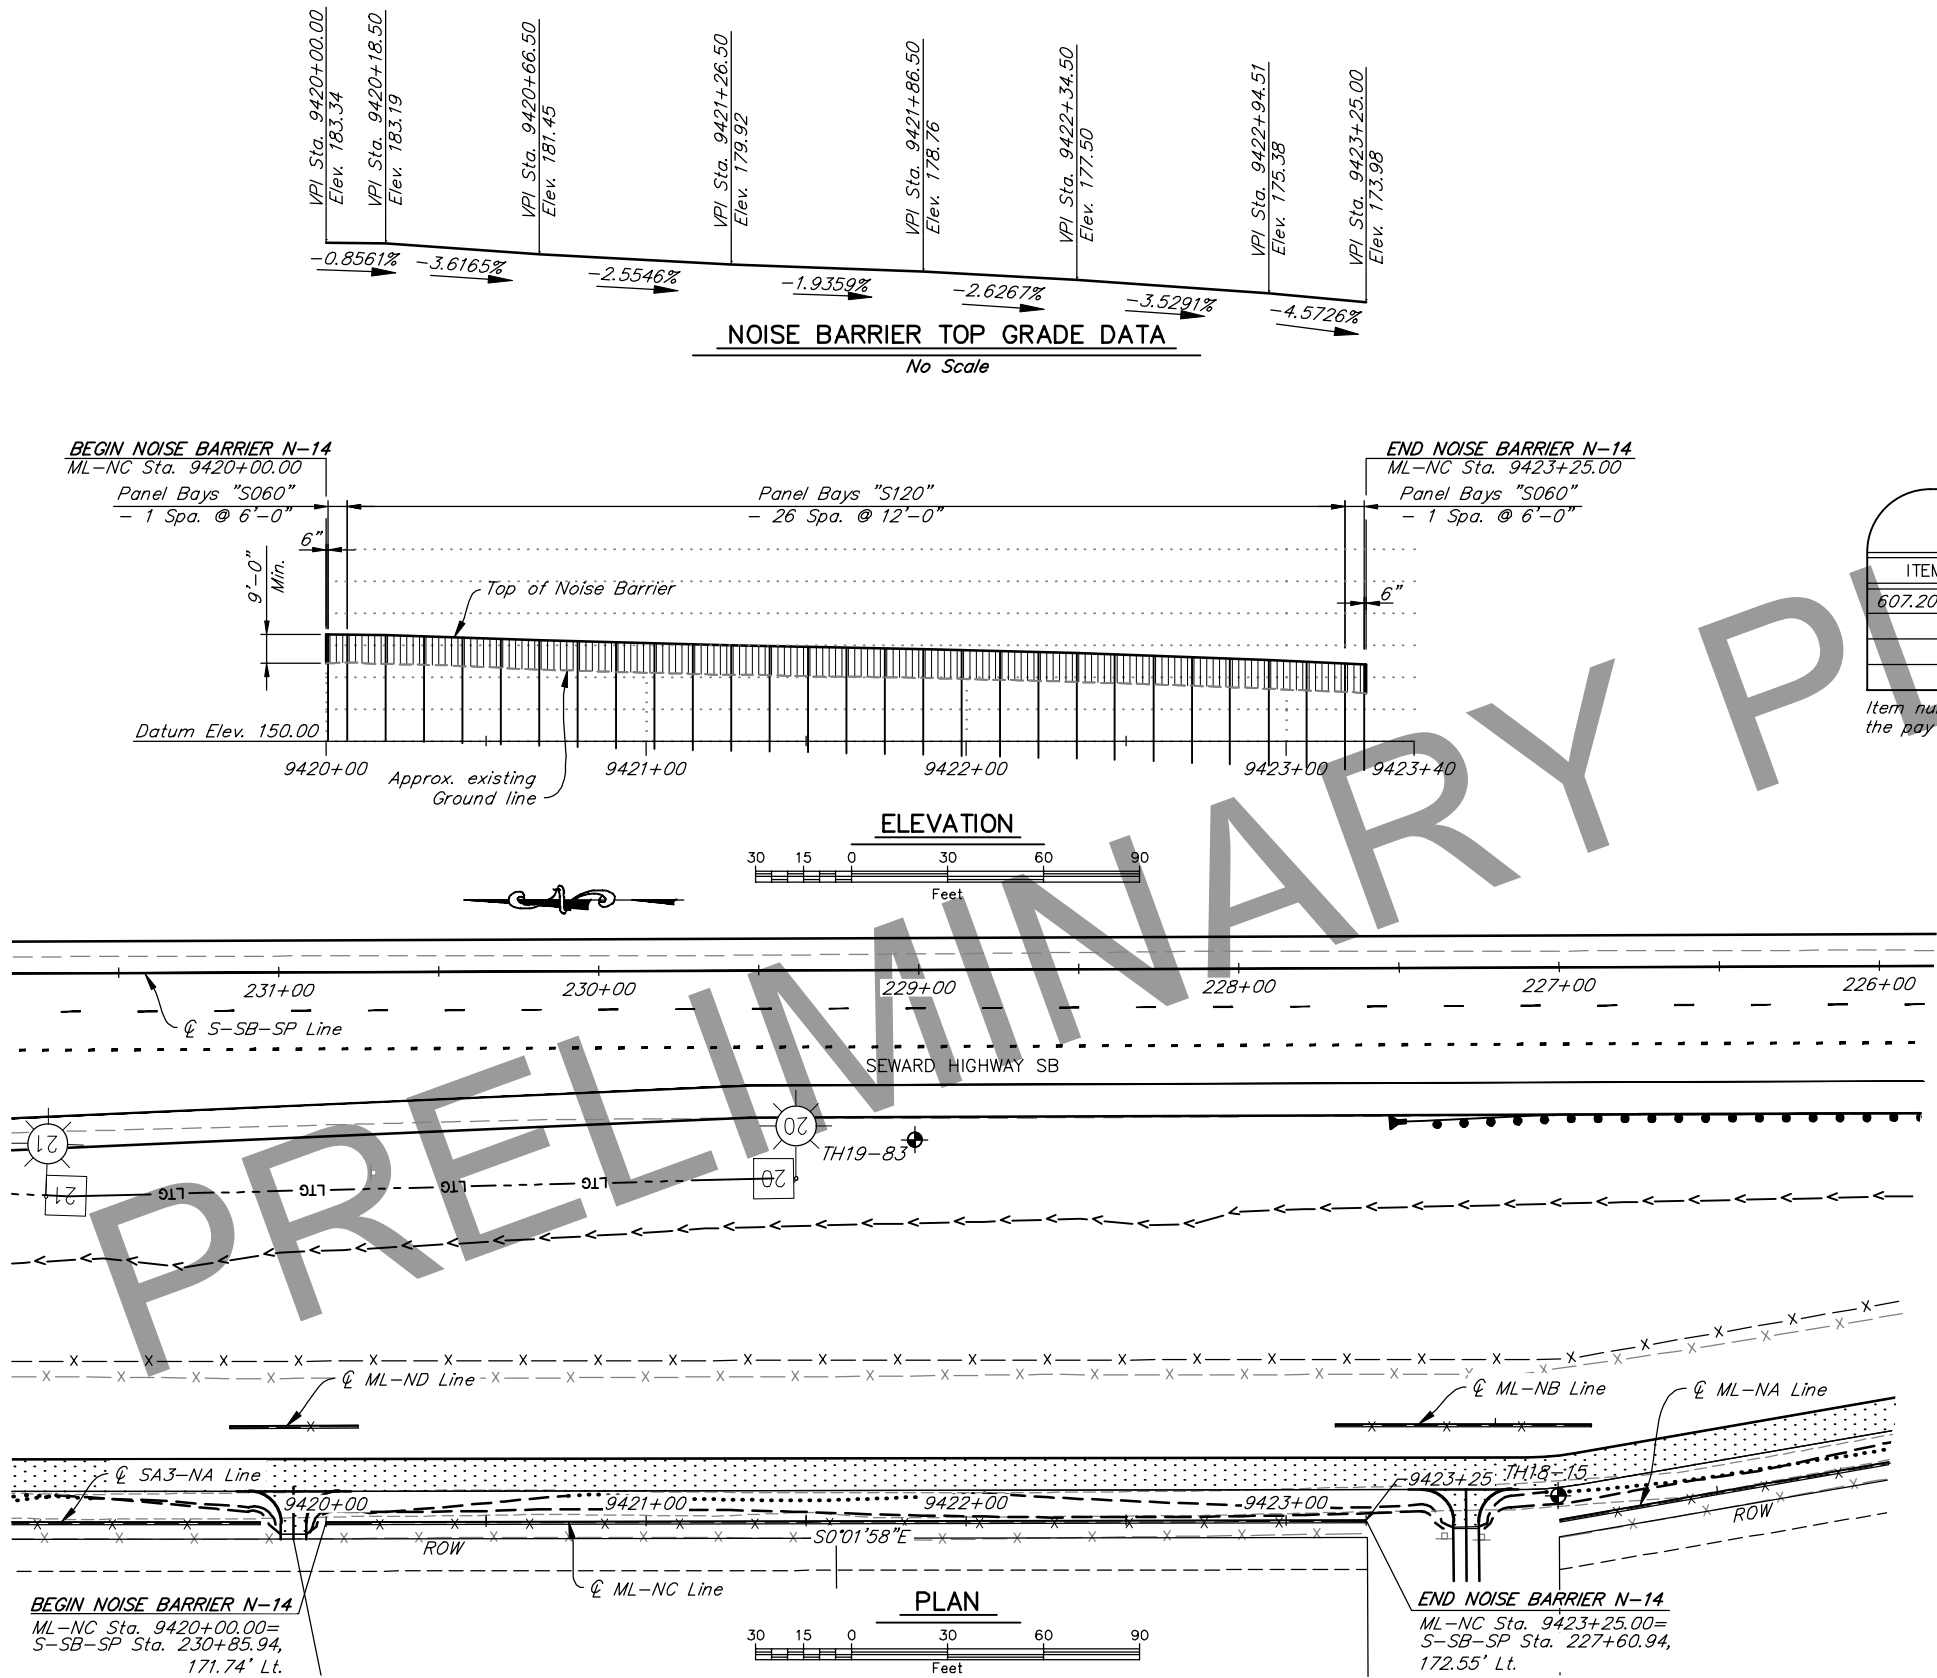 VPI Sta. 9420+00.00
Elev. 183.34
VPI Sta. 9420+18.50
Elev. 183.19
VPI Sta. 9420+66.50
Elev. 181.45
VPI Sta. 9421+26.50
Elev. 179.92
VPI Sta. 9421+86.50
Elev. 178.76
VPI Sta. 9422+34.50
Elev. 177.50
VPI Sta. 9422+94.51
Elev. 175.38
VPI Sta. 9423+25.00
Elev. 173.98
-0.8561%
-3.6165%
-2.5546%
-1.9359%
-2.6267%
-3.5291%
-4.5726%
NOISE BARRIER TOP GRADE DATA
No Scale
BEGIN NOISE BARRIER N-14
ML-NC Sta. 9420+00.00
END NOISE BARRIER N-14
ML-NC Sta. 9423+25.00
Panel Bays "S060"
- 1 Spa. @ 6'-0"
Panel Bays "S120"
- 26 Spa. @ 12'-0"
Panel Bays "S060"
- 1 Spa. @ 6'-0"
6"
9'-0"
Min.
Top of Noise Barrier
6"
ITEM
607.20
Item nu
the pay
Datum Elev. 150.00
9420+00
9421+00
9422+00
9423+00
9423+40
Approx. existing
Ground line
ELEVATION
30 15 0 30 60 90
Feet
N
231+00
230+00
229+00
228+00
227+00
226+00
℄ S-SB-SP Line
SEWARD HIGHWAY SB
21
20
TH19-83
21
LTG
LTG
LTG
LTG
20
PRELIMINARY PL
℄ ML-ND Line
℄ ML-NB Line
℄ ML-NA Line
℄ SA3-NA Line
9420+00
9421+00
9422+00
9423+00
9423+25
TH18-15
ROW
S0°01'58"E
ROW
℄ ML-NC Line
BEGIN NOISE BARRIER N-14
ML-NC Sta. 9420+00.00=
S-SB-SP Sta. 230+85.94,
171.74' Lt.
PLAN
30 15 0 30 60 90
Feet
END NOISE BARRIER N-14
ML-NC Sta. 9423+25.00=
S-SB-SP Sta. 227+60.94,
172.55' Lt.